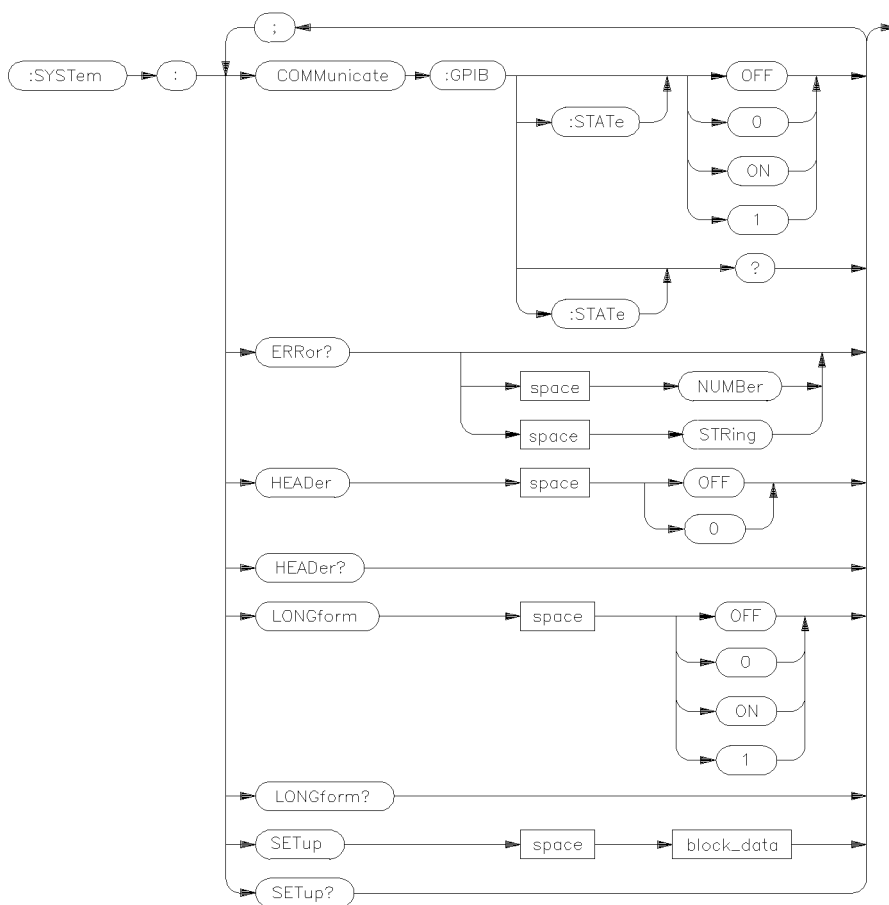 ;
:SYSTem : COMMunicate :GPIB OFF
:STATe 0
ON
1
?
:STATe
ERRor?
space NUMBer
space STRing
HEADer space OFF
0
HEADer?
LONGform space OFF
0
ON
1
LONGform?
SETup space block_data
SETup?